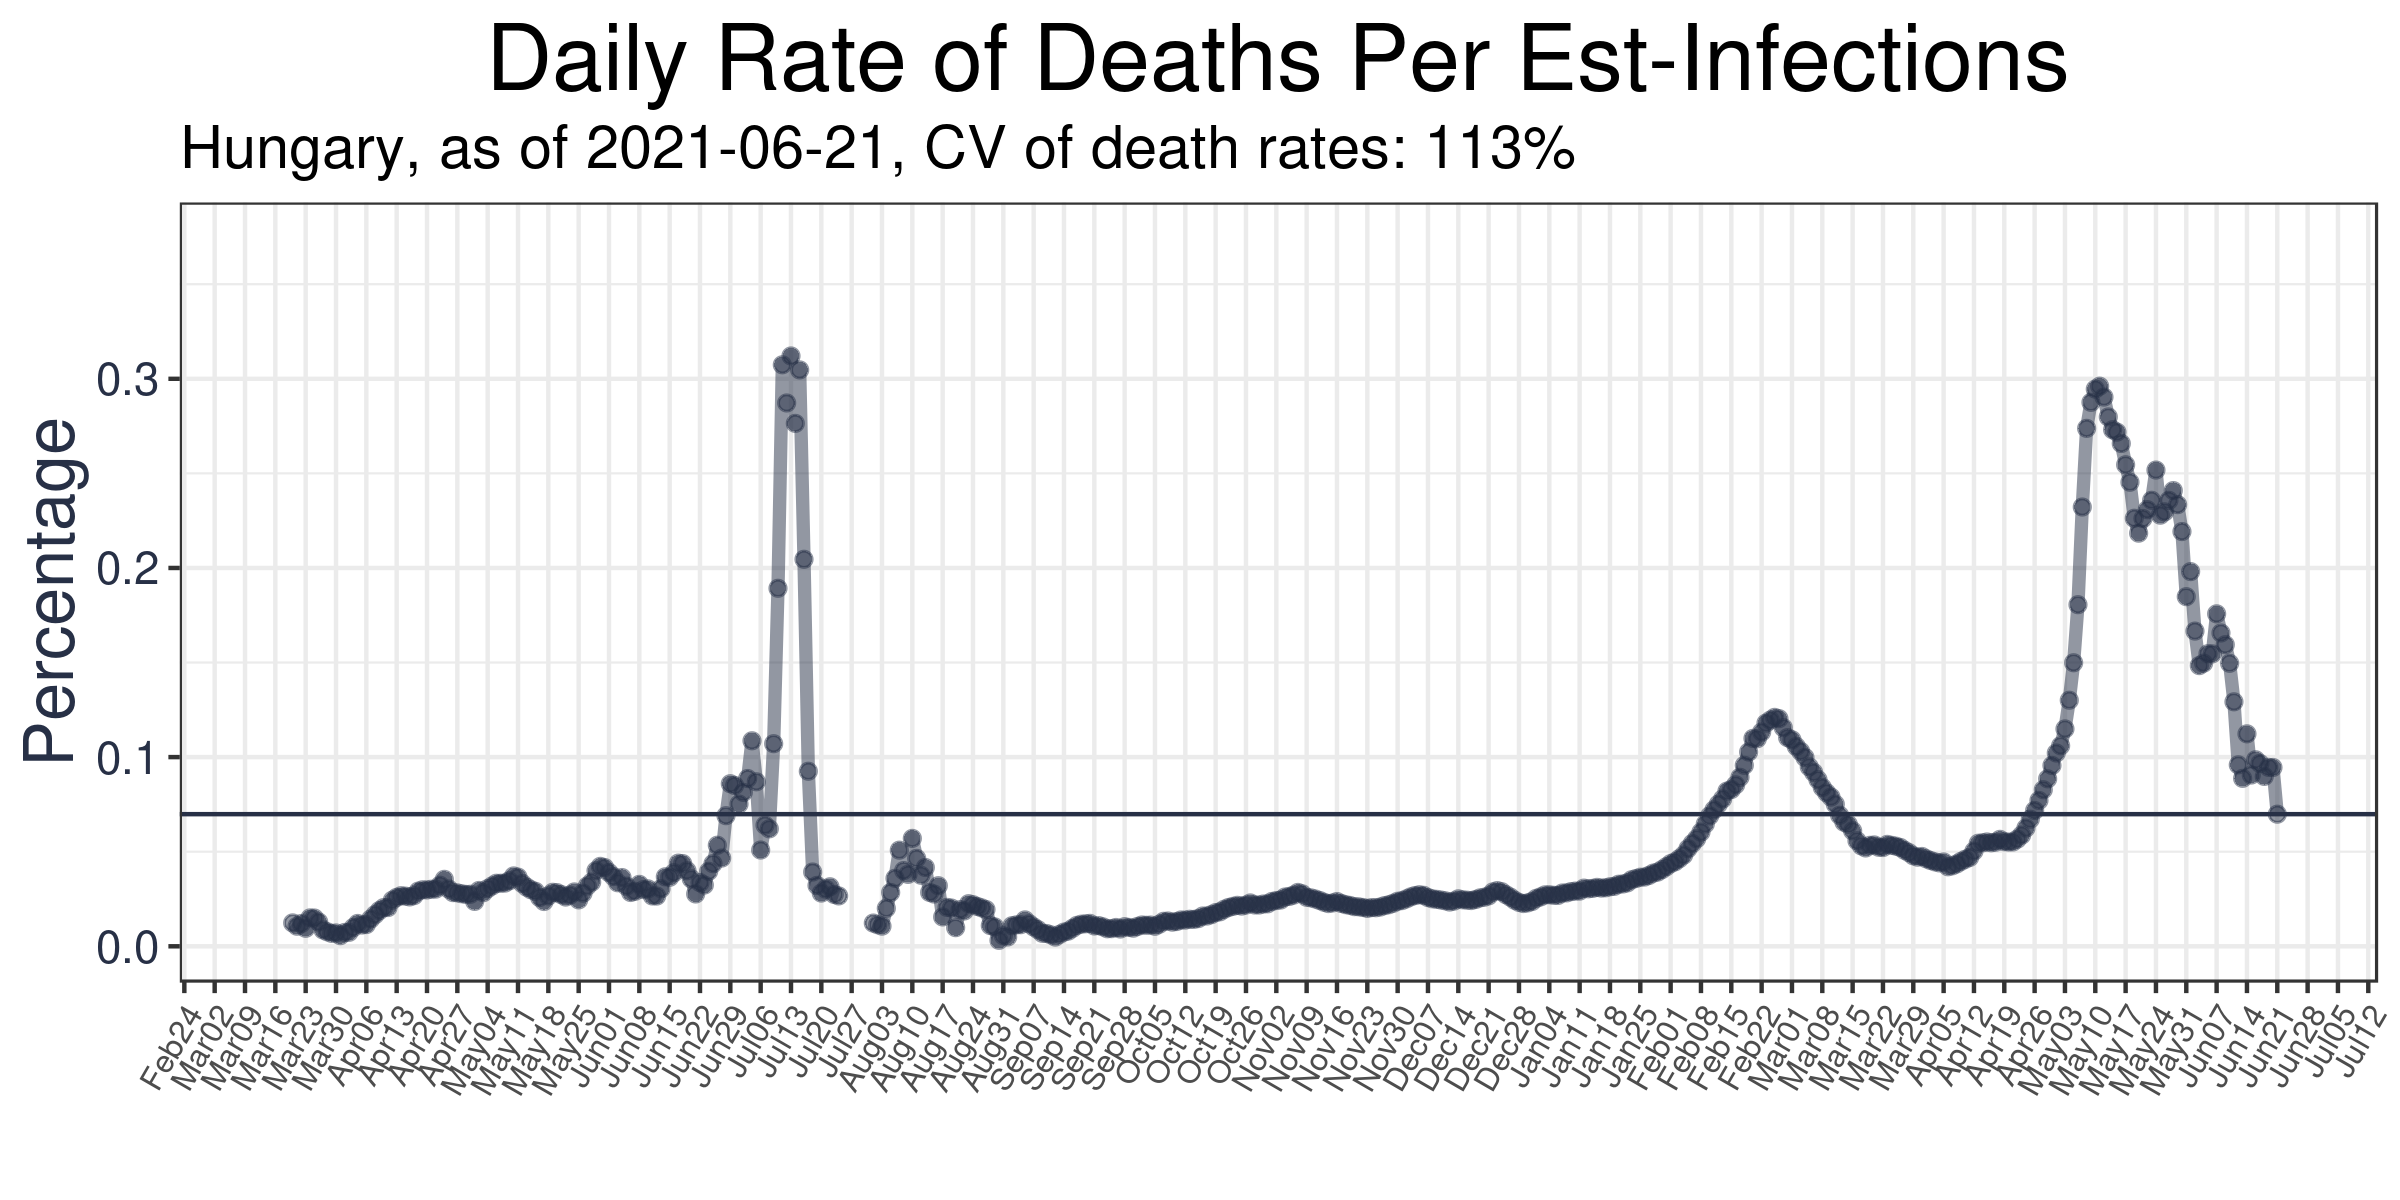 Daily Rate of Deaths Per Est-Infections
Hungary, as of 2021-06-21, CV of death rates: 113%
Percentage
0.3
0.2
0.1
0.0
Feb24
Mar02
Mar09
Mar16
Mar23
Mar30
Apr06
Apr13
Apr20
Apr27
May04
May11
May18
May25
Jun01
Jun08
Jun15
Jun22
Jun29
Jul06
Jul13
Jul20
Jul27
Aug03
Aug10
Aug17
Aug24
Aug31
Sep07
Sep14
Sep21
Sep28
Oct05
Oct12
Oct19
Oct26
Nov02
Nov09
Nov16
Nov23
Nov30
Dec07
Dec14
Dec21
Dec28
Dec04
Jan11
Jan18
Jan25
Feb01
Feb08
Feb15
Feb22
Mar01
Mar08
Mar15
Mar22
Mar29
Apr05
Apr12
Apr19
Apr26
May03
May10
May17
May24
May31
Jun07
Jun14
Jun21
Jun28
Jul05
Jul12